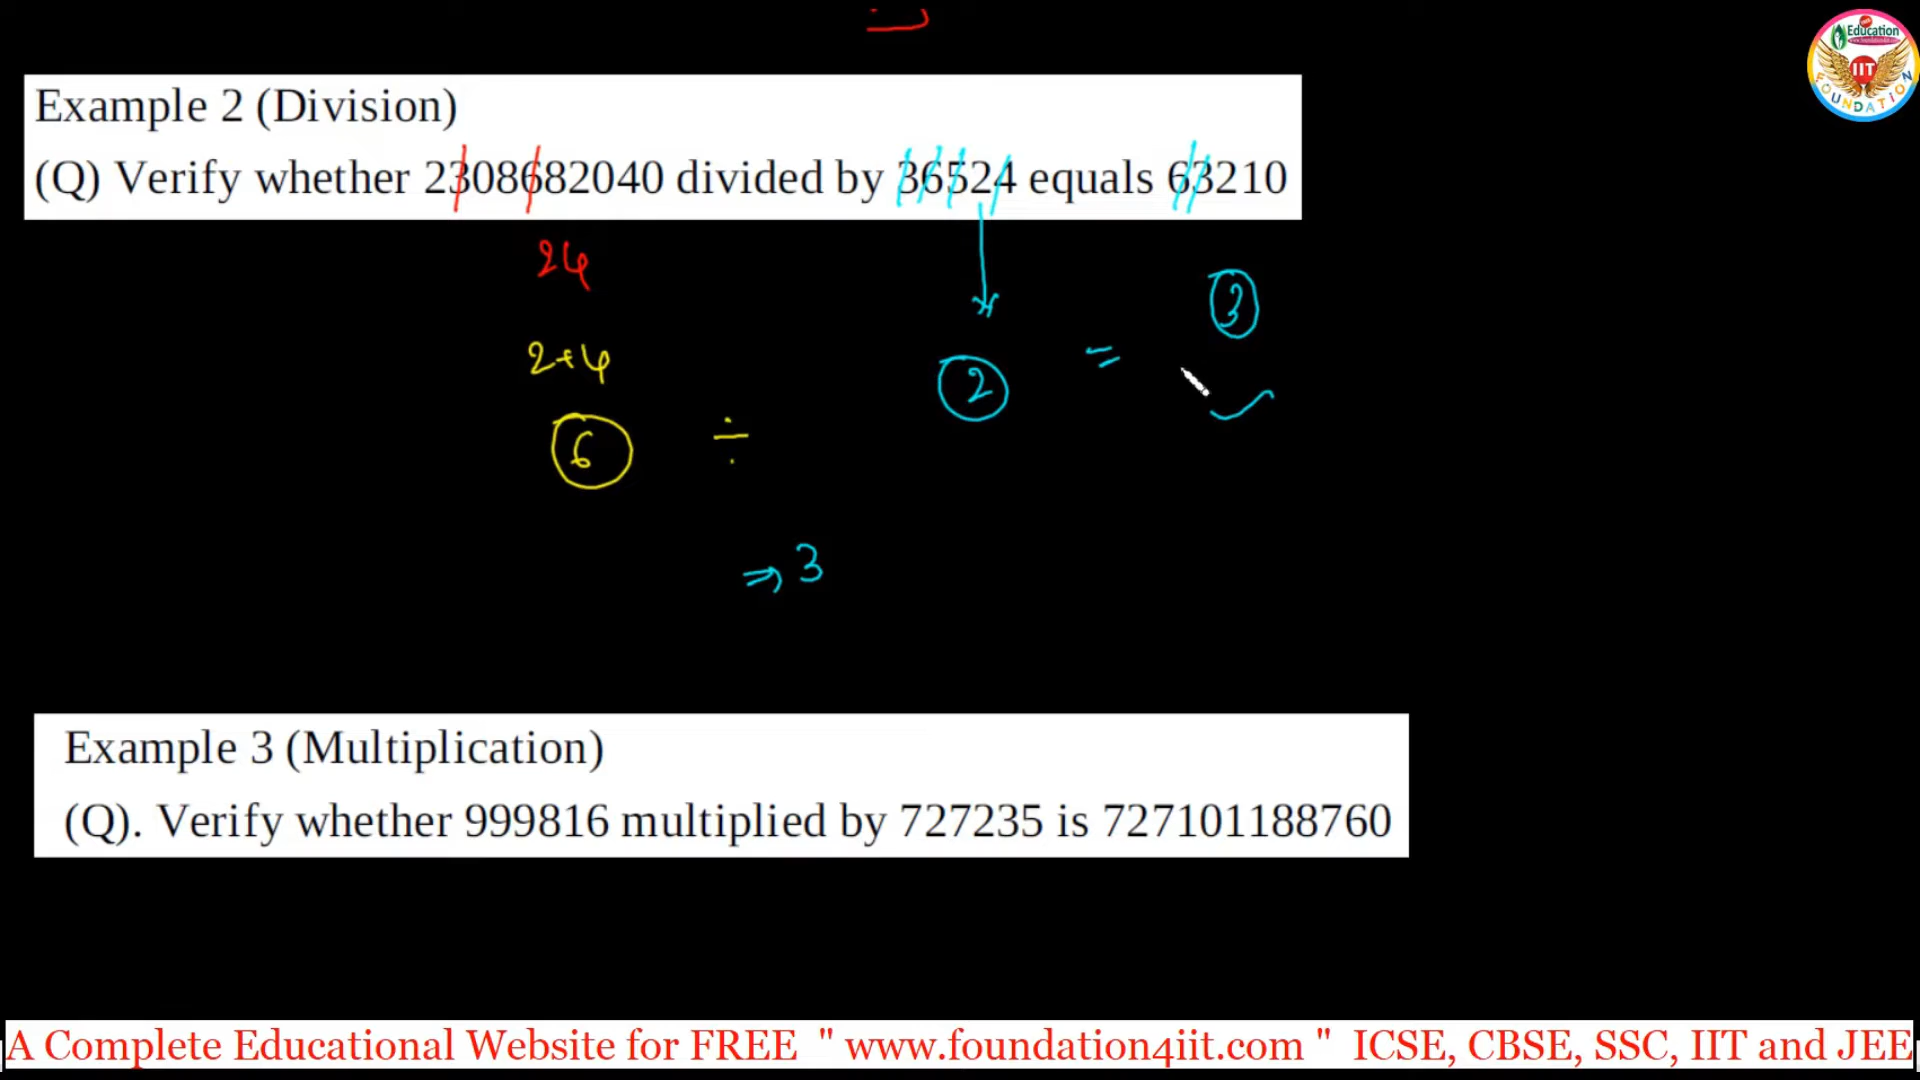 Education
IIT
FOUNDATION
Example 2 (Division)
(Q) Verify whether 2308682040 divided by 36524 equals 63210
24
2+4
6 ÷ 2 = 3
⇒ 3
Example 3 (Multiplication)
(Q). Verify whether 999816 multiplied by 727235 is 727101188760
A Complete Educational Website for FREE " www.foundation4iit.com " ICSE, CBSE, SSC, IIT and JEE